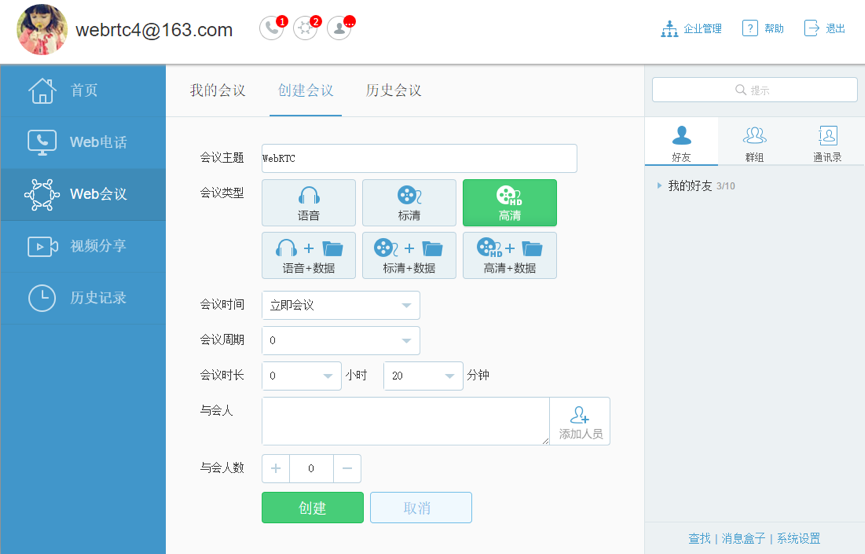 webrtc4@163.com 1 2 ... 企业管理 ? 帮助 退出
首页
Web电话
Web会议
视频分享
历史记录
我的会议 创建会议 历史会议
会议主题 WebRTC
会议类型
语音 标清 HD 高清
语音+数据 标清+数据 HD 高清+数据
会议时间 立即会议
会议周期 0
会议时长 0 小时 20 分钟
与会人 添加人员
与会人数 + 0 −
创建 取消
提示
好友 群组 通讯录
我的好友 3/10
查找 | 消息盒子 | 系统设置